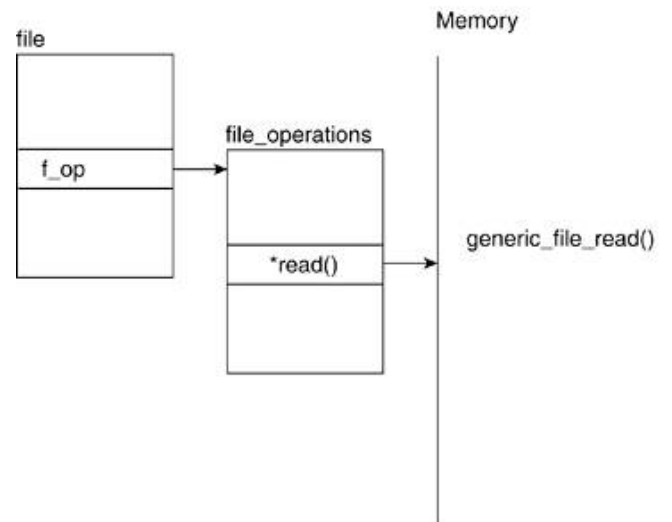 Memory
file
file_operations
f_op
generic_file_read()
*read()